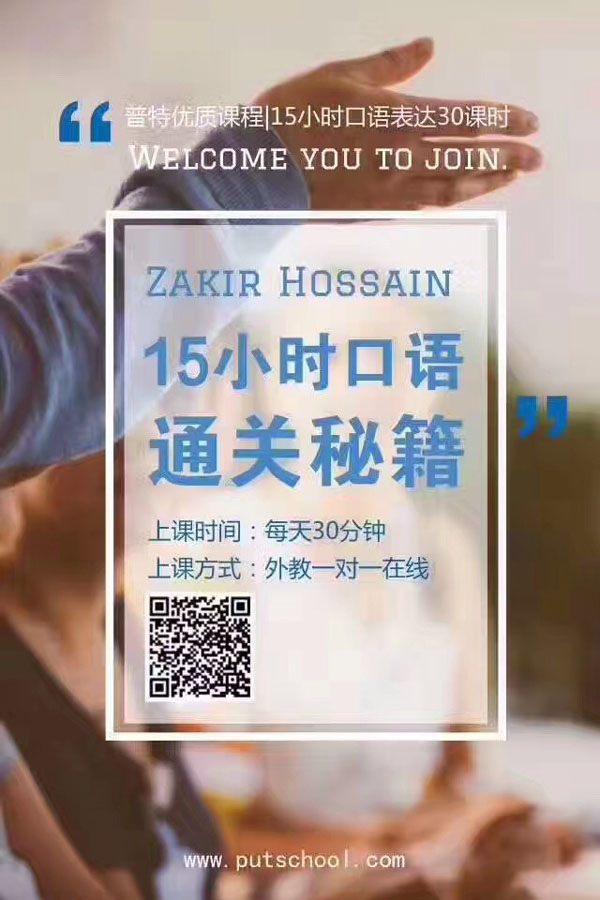 普特优质课程|15小时口语表达30课时
WELCOME YOU TO JOIN.
ZAKIR HOSSAIN
15小时口语
通关秘籍
上课时间：每天30分钟
上课方式：外教一对一在线
www.putschool.com